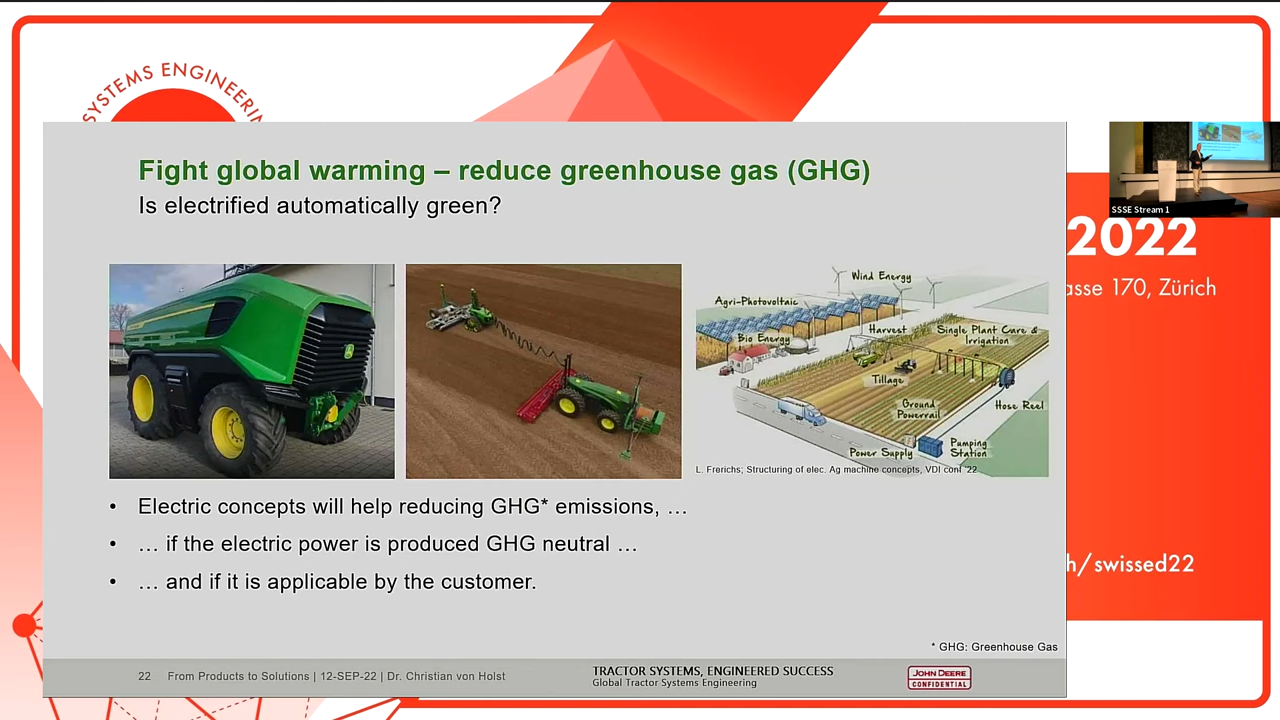 SYSTEMS ENGINEERIN
Fight global warming – reduce greenhouse gas (GHG)
Is electrified automatically green?
SSSE Stream 1
2022
asse 170, Zürich
Wind Energy
Agri-Photovoltaic
Bio Energy
Harvest
Single Plant Care &
Irrigation
Tillage
Ground
Powerrail
Hose Reel
Power Supply
Pumping
Station
L. Frerichs; Structuring of elec. Ag machine concepts, VDI conf '22
• Electric concepts will help reducing GHG* emissions, …
• … if the electric power is produced GHG neutral …
• … and if it is applicable by the customer.
h/swissed22
* GHG: Greenhouse Gas
22 From Products to Solutions | 12-SEP-22 | Dr. Christian von Holst
TRACTOR SYSTEMS, ENGINEERED SUCCESS
Global Tractor Systems Engineering
JOHN DEERE
CONFIDENTIAL